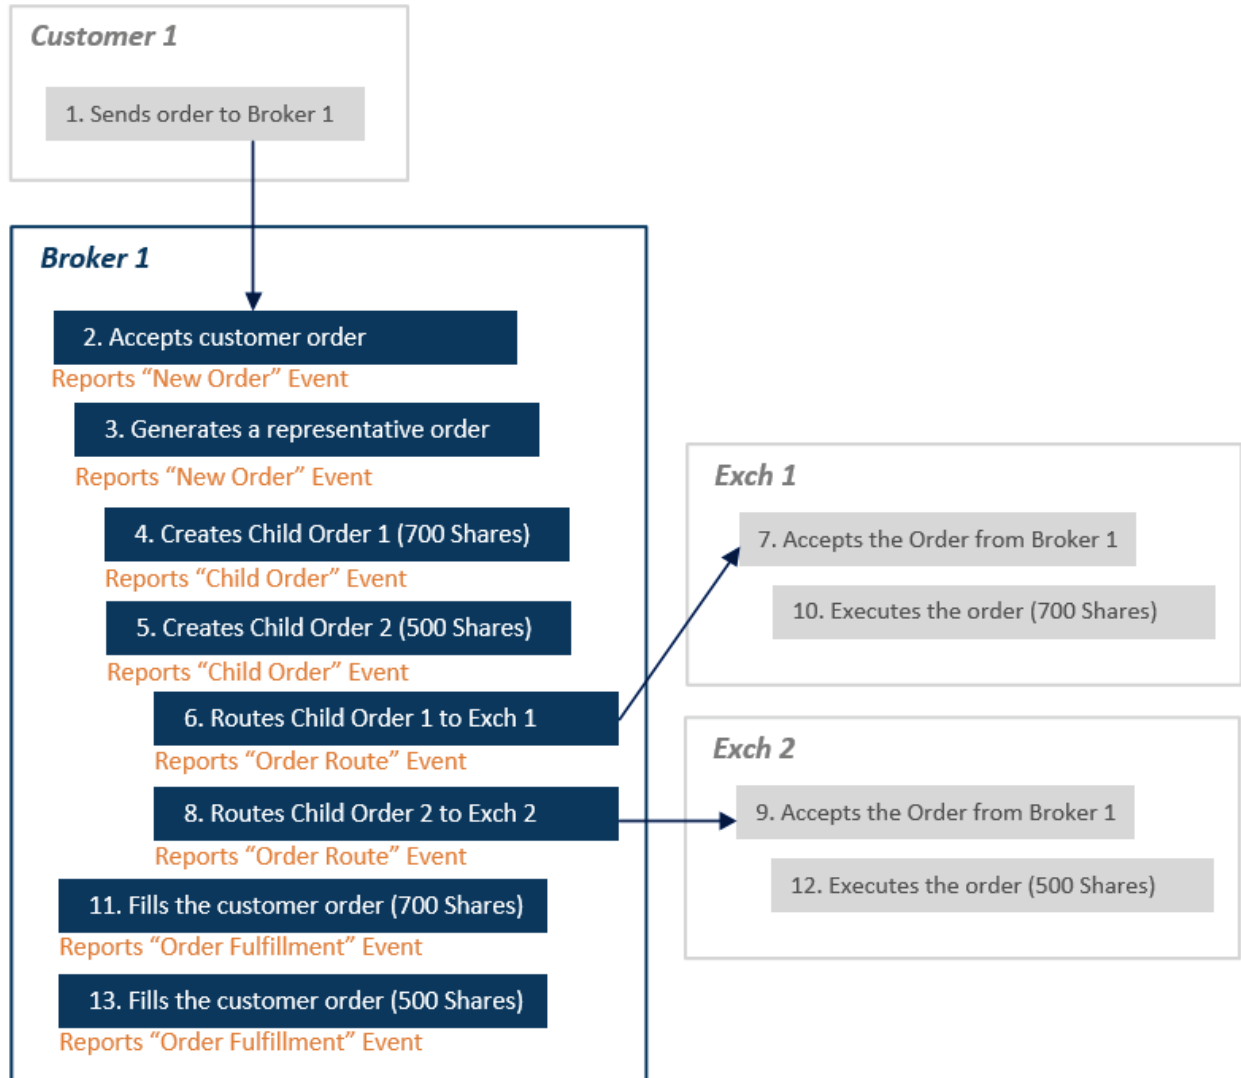 Customer 1
1. Sends order to Broker 1
Broker 1
2. Accepts customer order
Reports “New Order” Event
3. Generates a representative order
Reports “New Order” Event
4. Creates Child Order 1 (700 Shares)
Reports “Child Order” Event
5. Creates Child Order 2 (500 Shares)
Reports “Child Order” Event
6. Routes Child Order 1 to Exch 1
Reports “Order Route” Event
8. Routes Child Order 2 to Exch 2
Reports “Order Route” Event
11. Fills the customer order (700 Shares)
Reports “Order Fulfillment” Event
13. Fills the customer order (500 Shares)
Reports “Order Fulfillment” Event
Exch 1
7. Accepts the Order from Broker 1
10. Executes the order (700 Shares)
Exch 2
9. Accepts the Order from Broker 1
12. Executes the order (500 Shares)